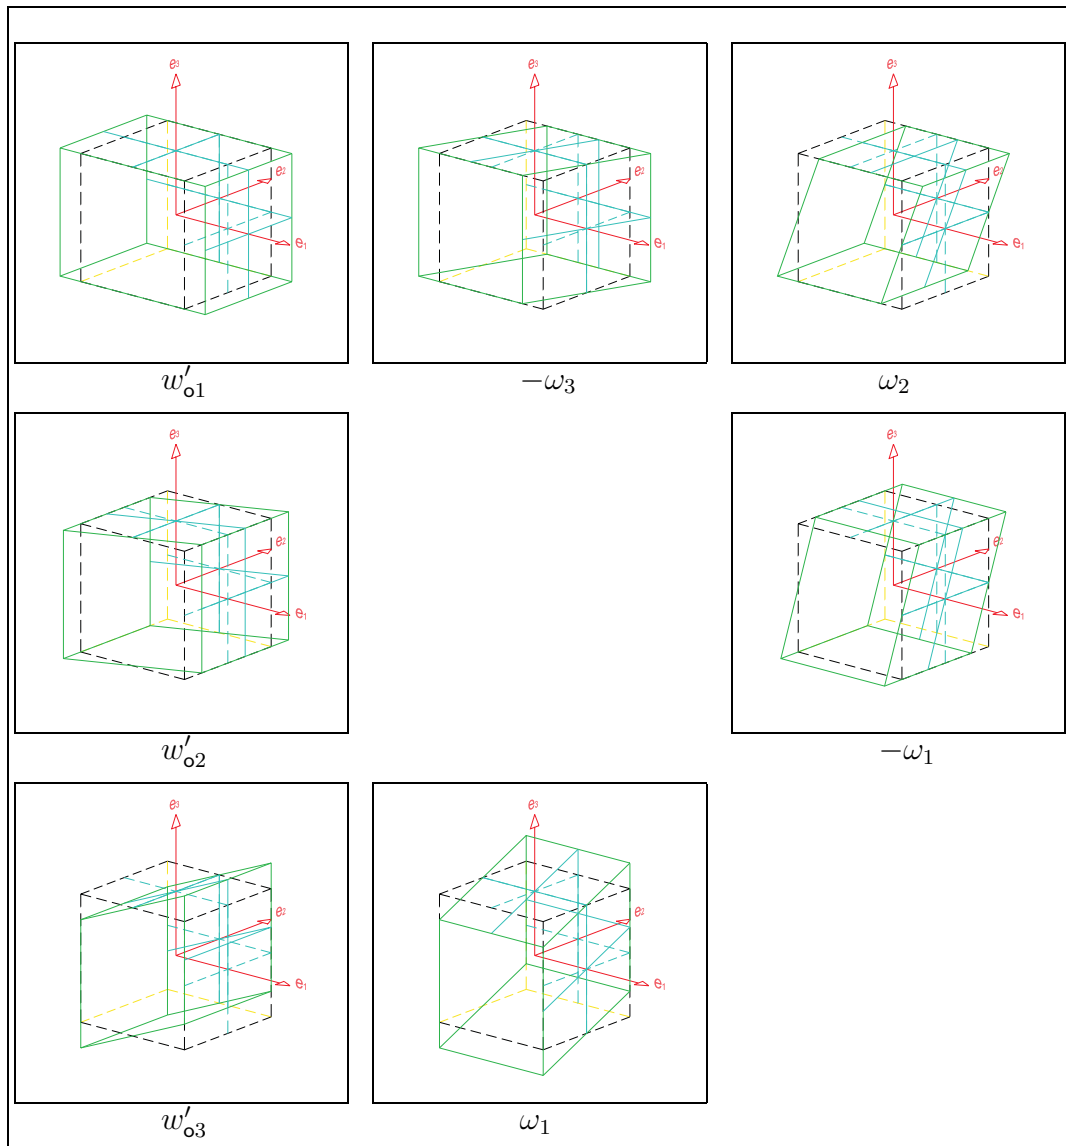 e₃ e₃ e₃
e₂ e₂ e₂
e₁ e₁ e₁
w′ₒ₁ −ω₃ ω₂
e₃ e₃
e₂ e₂
e₁ e₁
w′ₒ₂ −ω₁
e₃ e₃
e₂ e₂
e₁ e₁
w′ₒ₃ ω₁